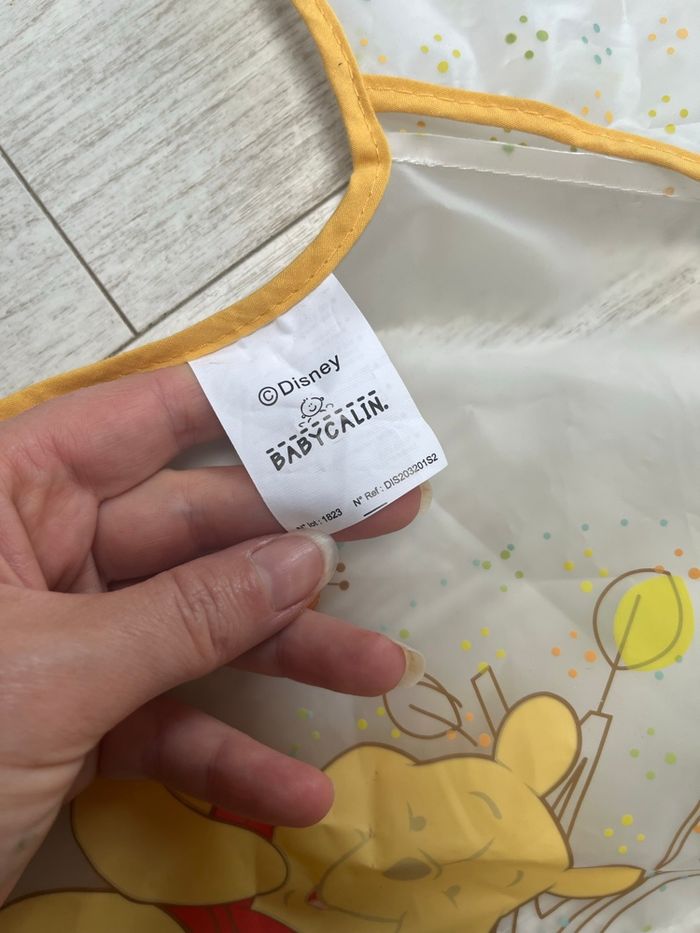 ©Disney
BABYCALIN.
N° lot : 1823 N° Ref : DIS203201S2